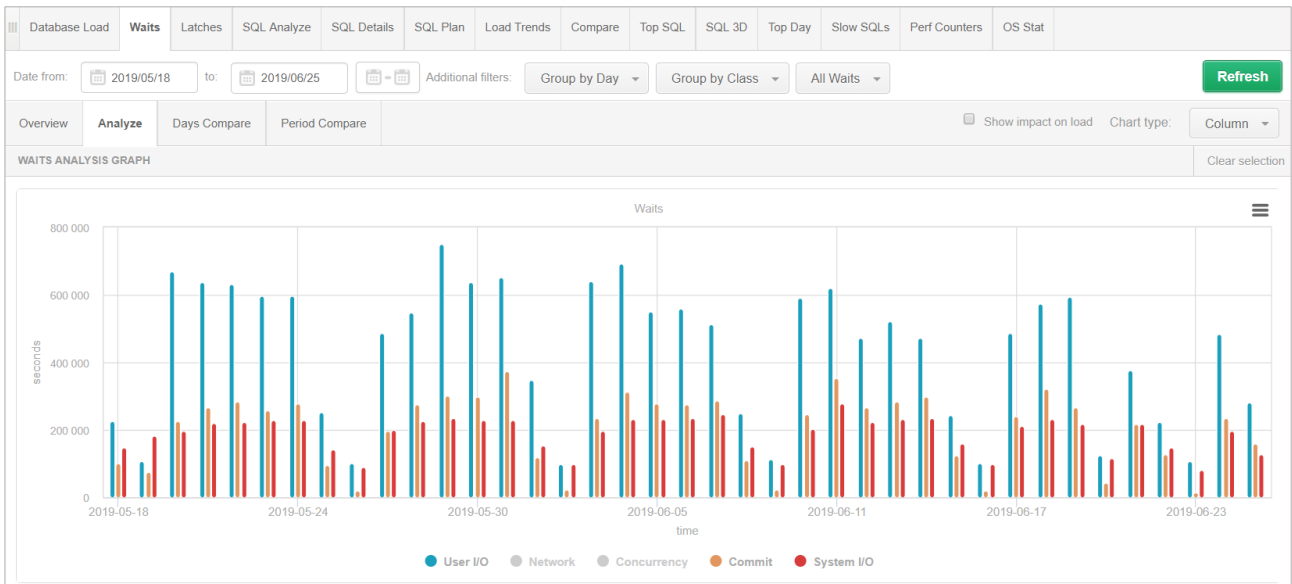 Database Load Waits Latches SQL Analyze SQL Details SQL Plan Load Trends Compare Top SQL SQL 3D Top Day Slow SQLs Perf Counters OS Stat
Date from: 2019/05/18 to: 2019/06/25 Additional filters: Group by Day Group by Class All Waits Refresh
Overview Analyze Days Compare Period Compare Show impact on load Chart type: Column
WAITS ANALYSIS GRAPH Clear selection
Waits
800 000
600 000
400 000
200 000
0
seconds
2019-05-18 2019-05-24 2019-05-30 2019-06-05 2019-06-11 2019-06-17 2019-06-23
time
User I/O Network Concurrency Commit System I/O